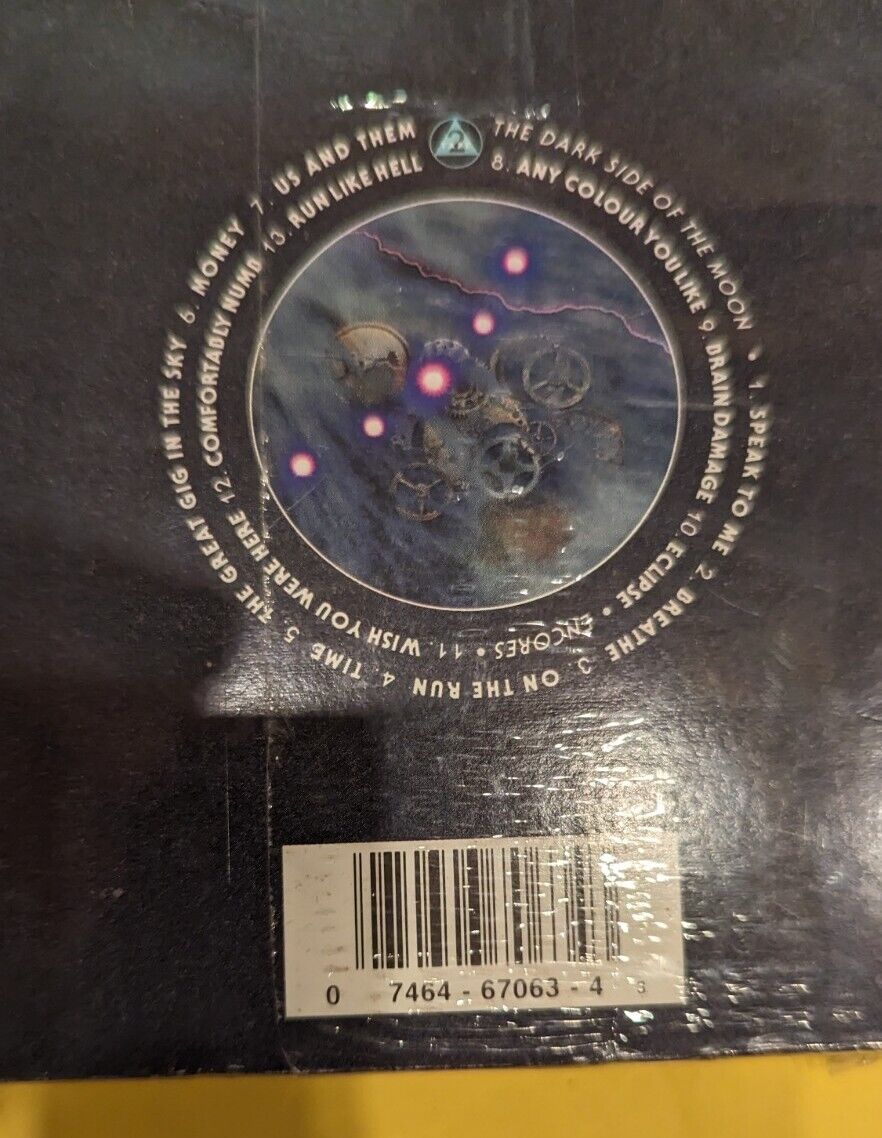 2
THE DARK SIDE OF THE MOON • 1. SPEAK TO ME 2. BREATHE 3. ON THE RUN 4. TIME 5. THE GREAT GIG IN THE SKY 6. MONEY 7. US AND THEM
8. ANY COLOUR YOU LIKE 9. BRAIN DAMAGE 10. ECLIPSE • ENCORES • 11. WISH YOU WERE HERE 12. COMFORTABLY NUMB 13. RUN LIKE HELL
0 7464 - 67063 - 4 3